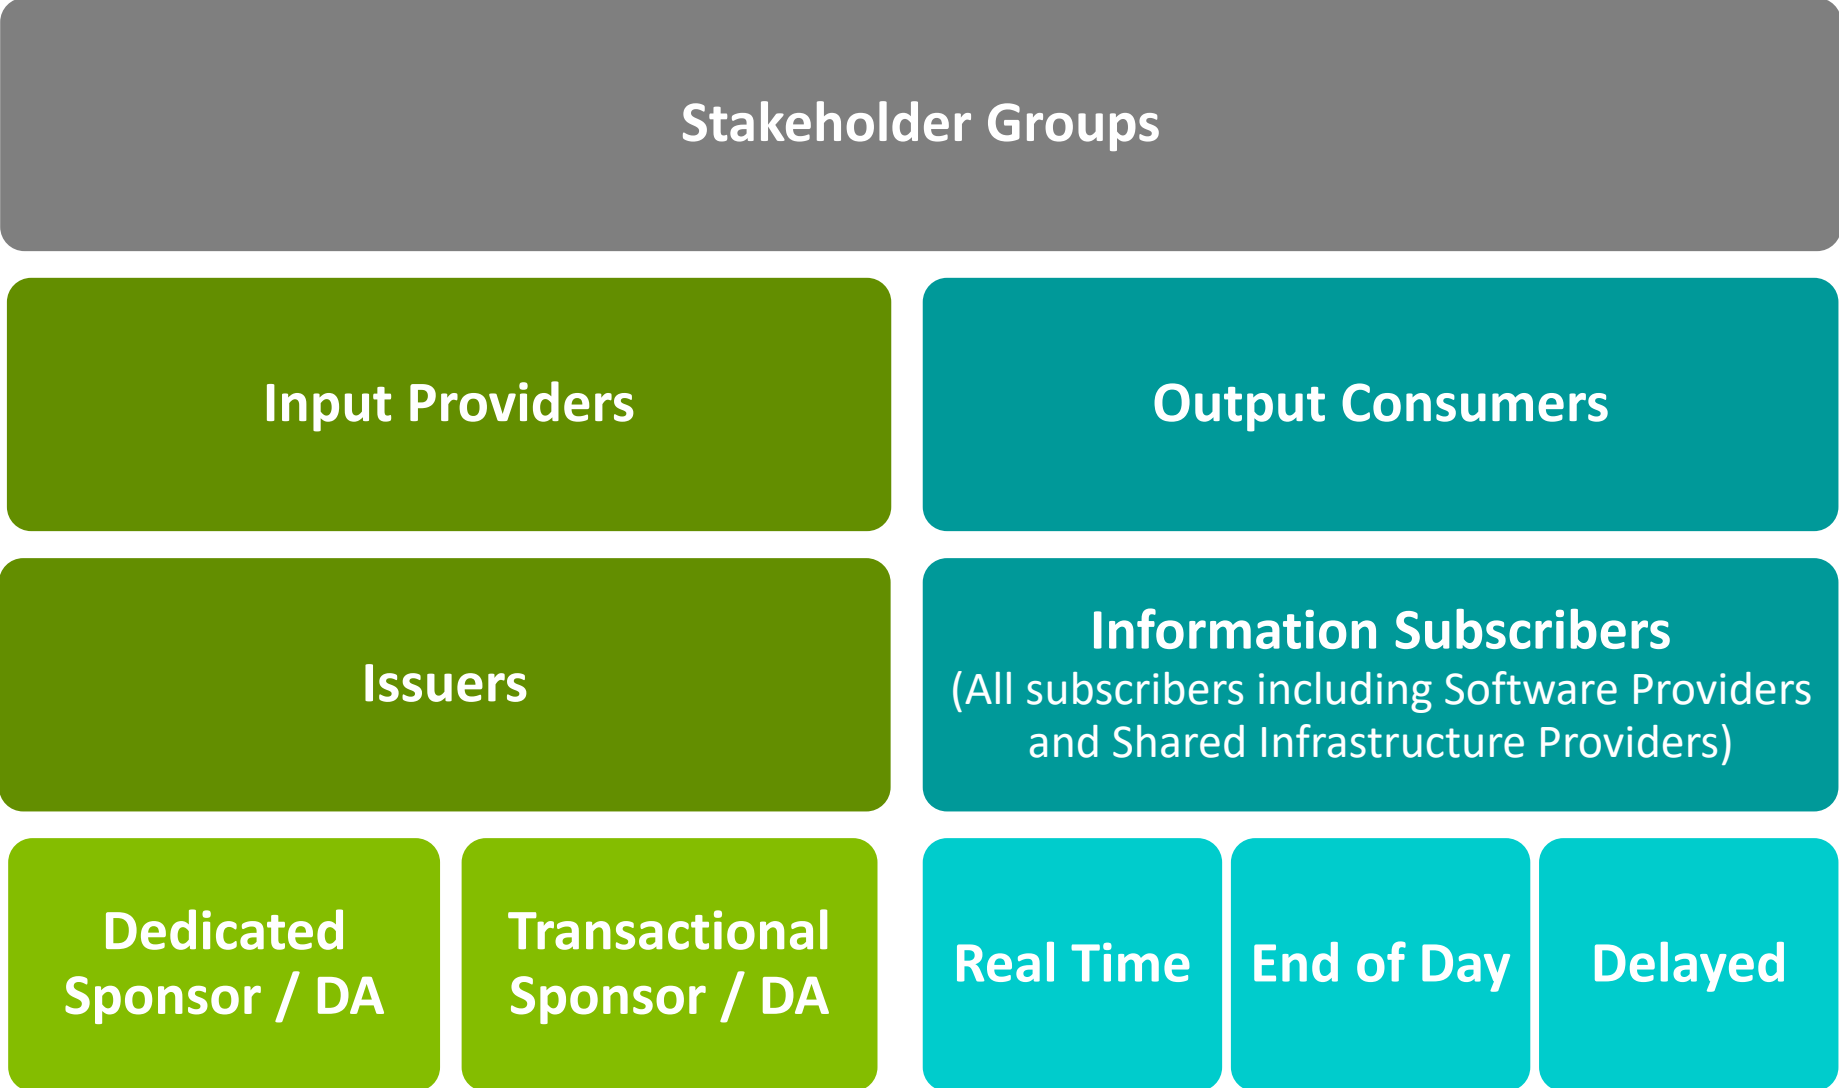 Stakeholder Groups
Input Providers
Output Consumers
Issuers
Information Subscribers
(All subscribers including Software Providers
and Shared Infrastructure Providers)
Dedicated
Sponsor / DA
Transactional
Sponsor / DA
Real Time
End of Day
Delayed